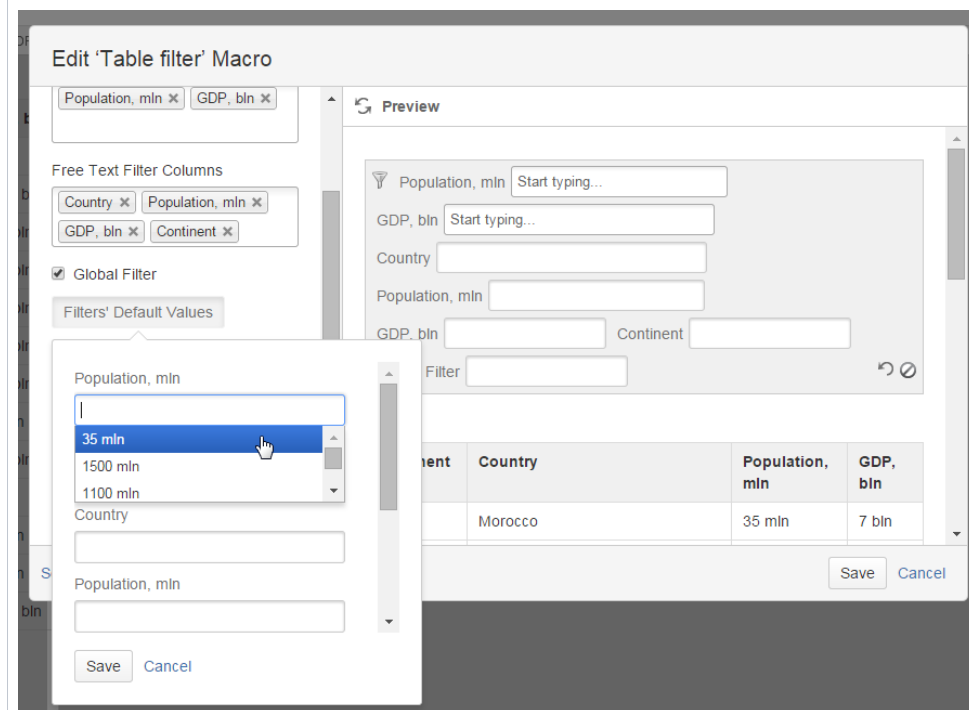 Edit ‘Table filter’ Macro
Population, mln GDP, bln
Free Text Filter Columns
Country Population, mln
GDP, bln Continent
Global Filter
Filters' Default Values
Population, mln
35 mln
1500 mln
1100 mln
Country
Population, mln
Save Cancel
Preview
Population, mln Start typing...
GDP, bln Start typing...
Country
Population, mln
GDP, bln Continent
Filter
Country Population, mln GDP, bln
Morocco 35 mln 7 bln
Save Cancel
bln